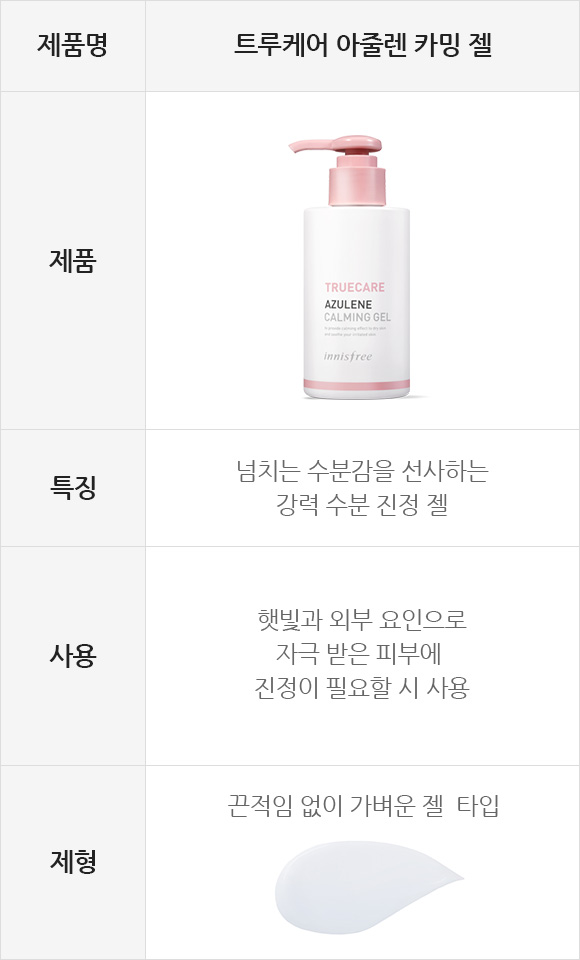 제품명
트루케어 아줄렌 카밍 젤
제품
TRUECARE
AZULENE
CALMING GEL
innisfree
특징
넘치는 수분감을 선사하는
강력 수분 진정 젤
사용
햇빛과 외부 요인으로
자극 받은 피부에
진정이 필요할 시 사용
제형
끈적임 없이 가벼운 젤 타입